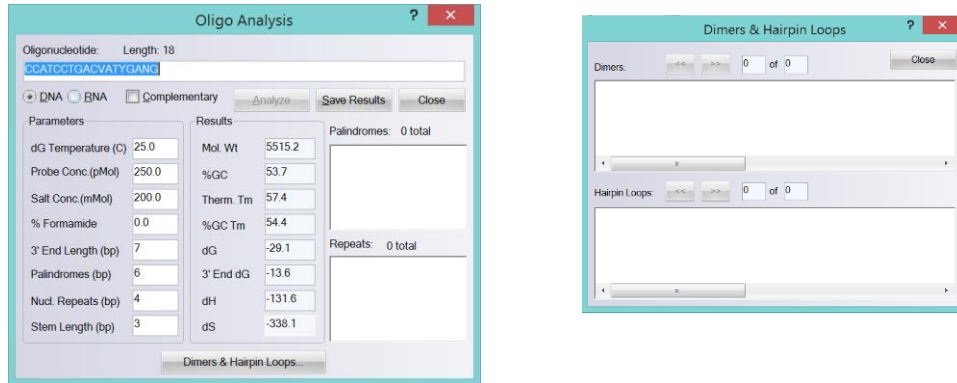 Oligo Analysis ? ×
Oligonucleotide: Length: 18
CCATCCTGACVATYGANG
DNA RNA Complementary Analyze Save Results Close
Parameters Results Palindromes: 0 total
dG Temperature (C) 25.0 Mol. Wt 5515.2
Probe Conc.(pMol) 250.0 %GC 53.7
Salt Conc.(mMol) 200.0 Therm. Tm 57.4
% Formamide 0.0 %GC Tm 54.4
3' End Length (bp) 7 dG -29.1 Repeats: 0 total
Palindromes (bp) 6 3' End dG -13.6
Nucl. Repeats (bp) 4 dH -131.6
Stem Length (bp) 3 dS -338.1
Dimers & Hairpin Loops...
Dimers & Hairpin Loops ? ×
Dimers: << >> 0 of 0 Close
Hairpin Loops: << >> 0 of 0